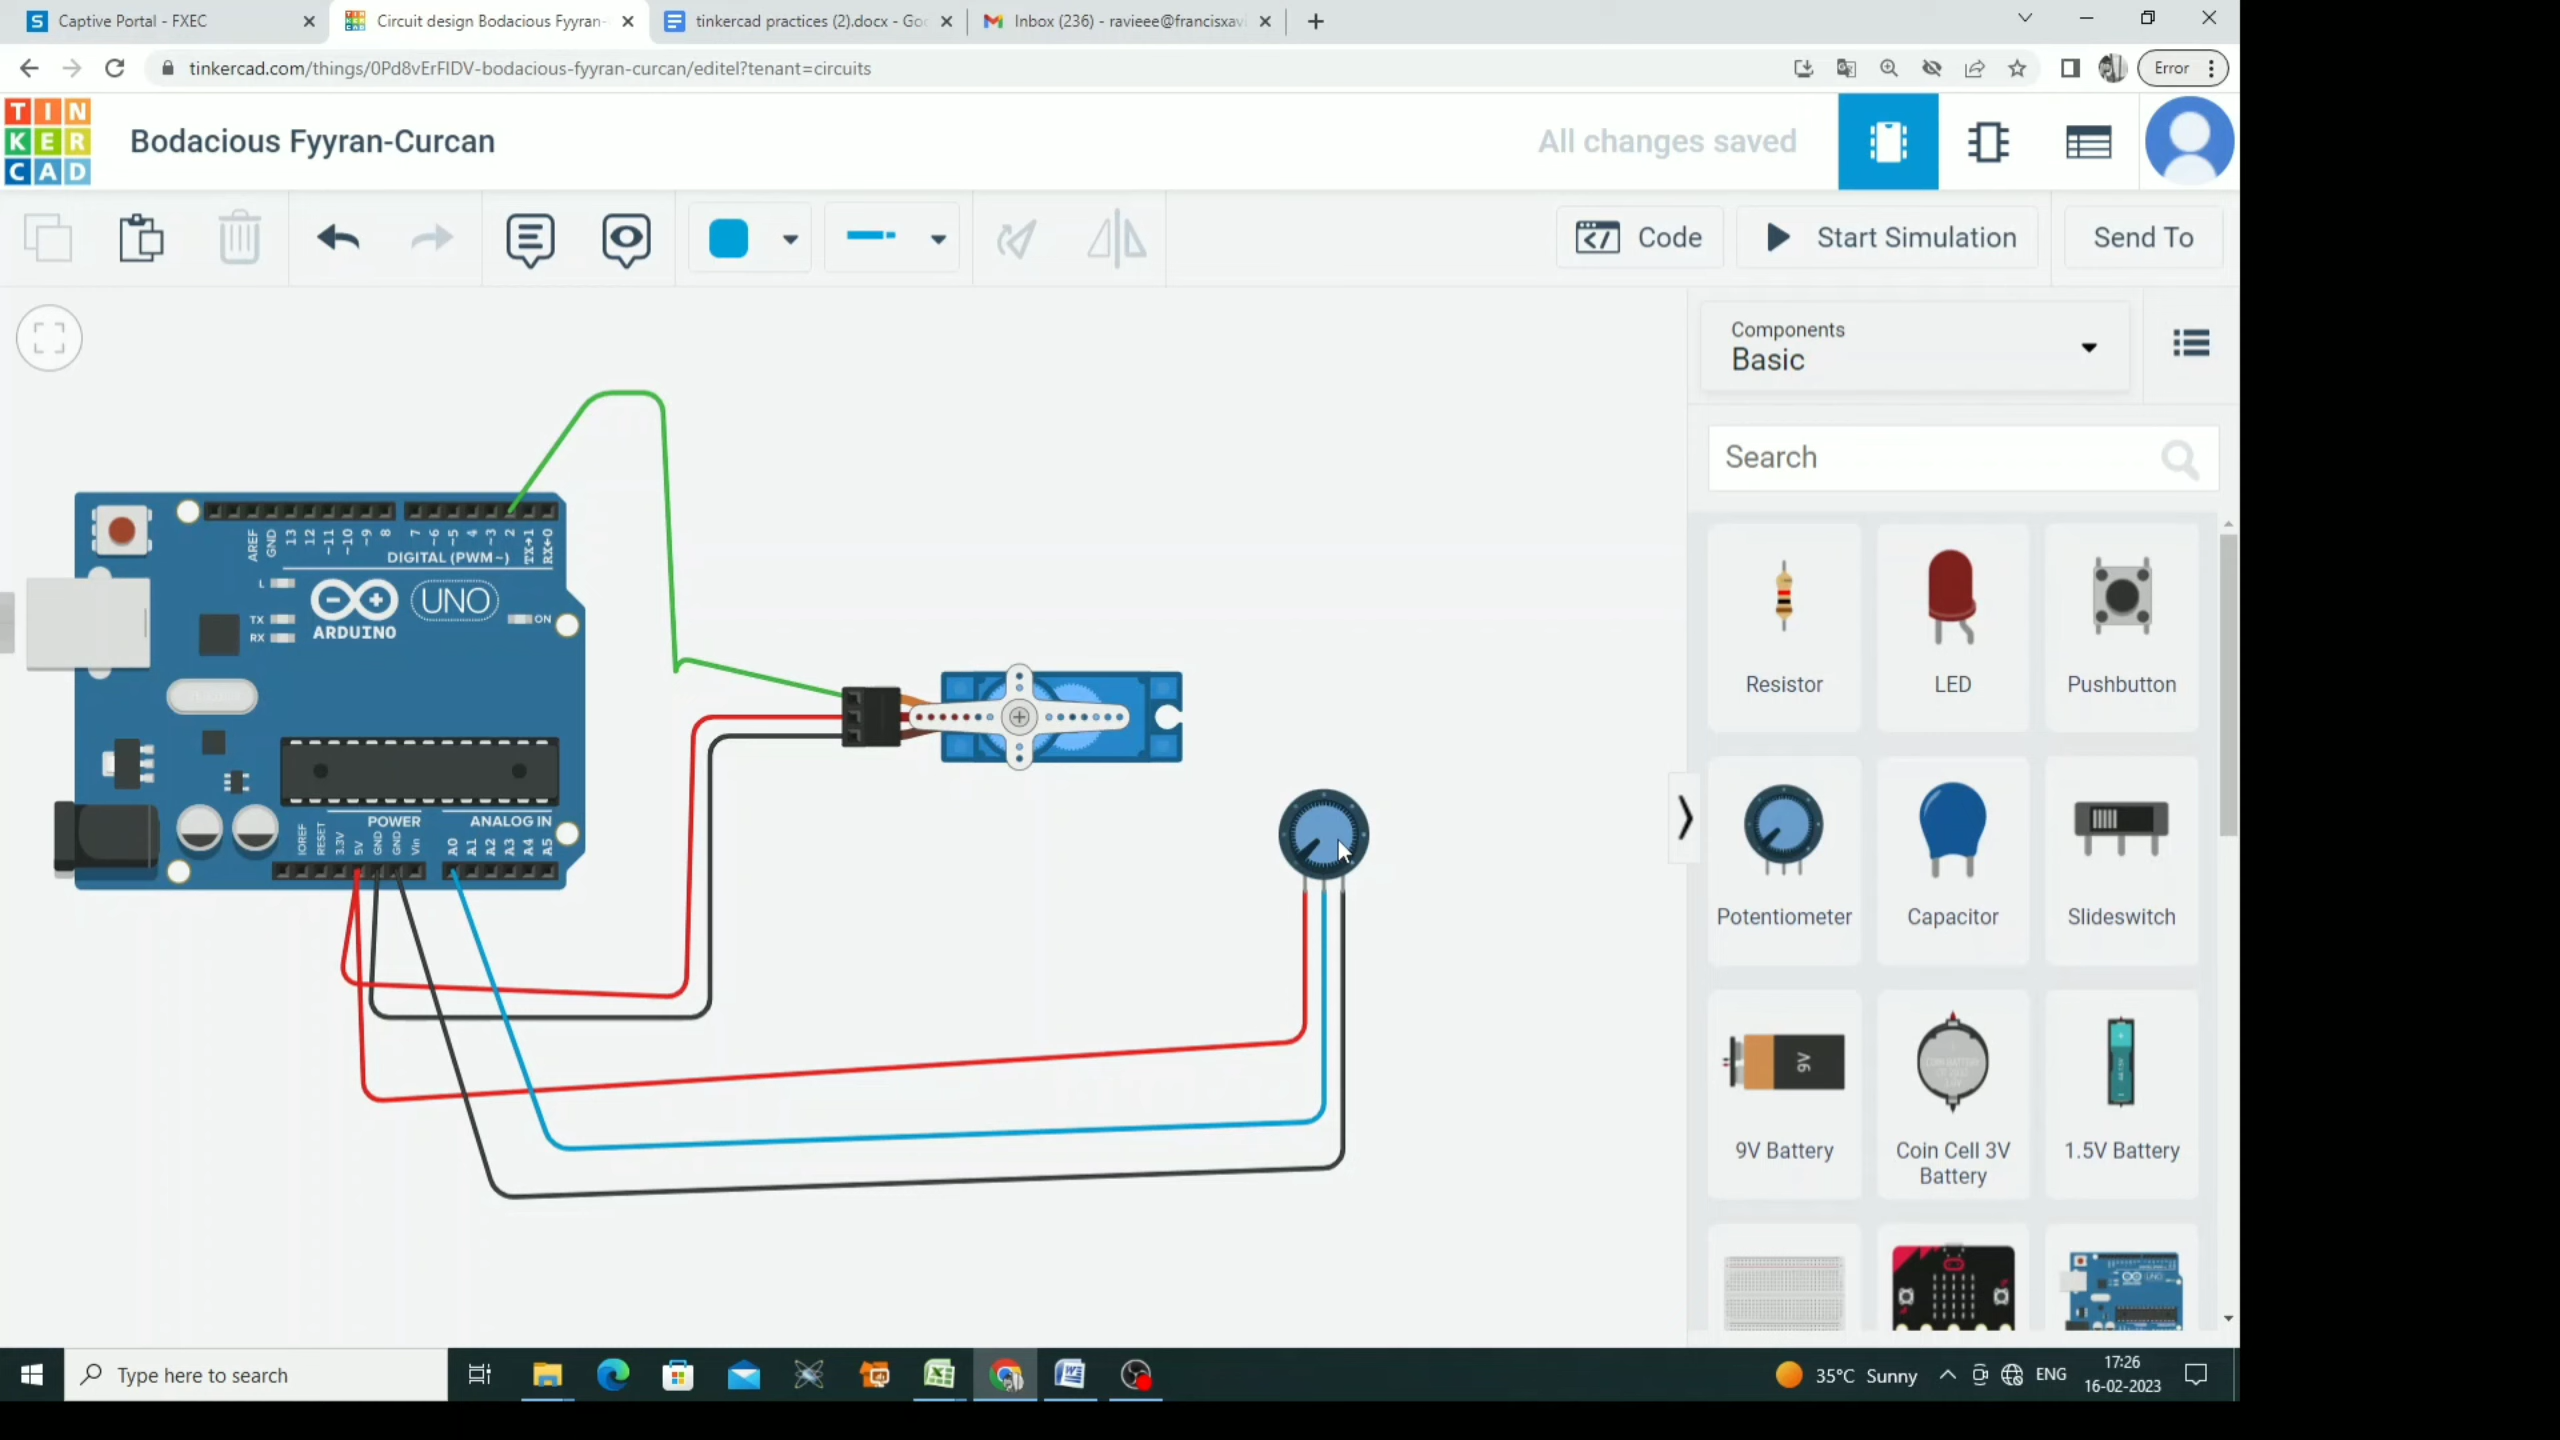 Captive Portal - FXEC
Circuit design Bodacious Fyyran-
tinkercad practices (2).docx - Goo
Inbox (236) - ravieee@francisxavi
tinkercad.com/things/0Pd8vErFIDV-bodacious-fyyran-curcan/editel?tenant=circuits
Error
TIN
KER
CAD
Bodacious Fyyran-Curcan
All changes saved
Code
Start Simulation
Send To
Components
Basic
Search
AREF
GND
13
12
~11
~10
~9
8
7
~6
~5
4
~3
2
TX→1
RX←0
DIGITAL (PWM ~)
L
TX
RX
ARDUINO
UNO
ON
POWER
ANALOG IN
IOREF
RESET
3.3V
5V
GND
GND
Vin
A0
A1
A2
A3
A4
A5
Resistor
LED
Pushbutton
Potentiometer
Capacitor
Slideswitch
9V
9V Battery
Coin Cell 3V
Battery
1.5V Battery
Type here to search
35°C Sunny
ENG
17:26
16-02-2023